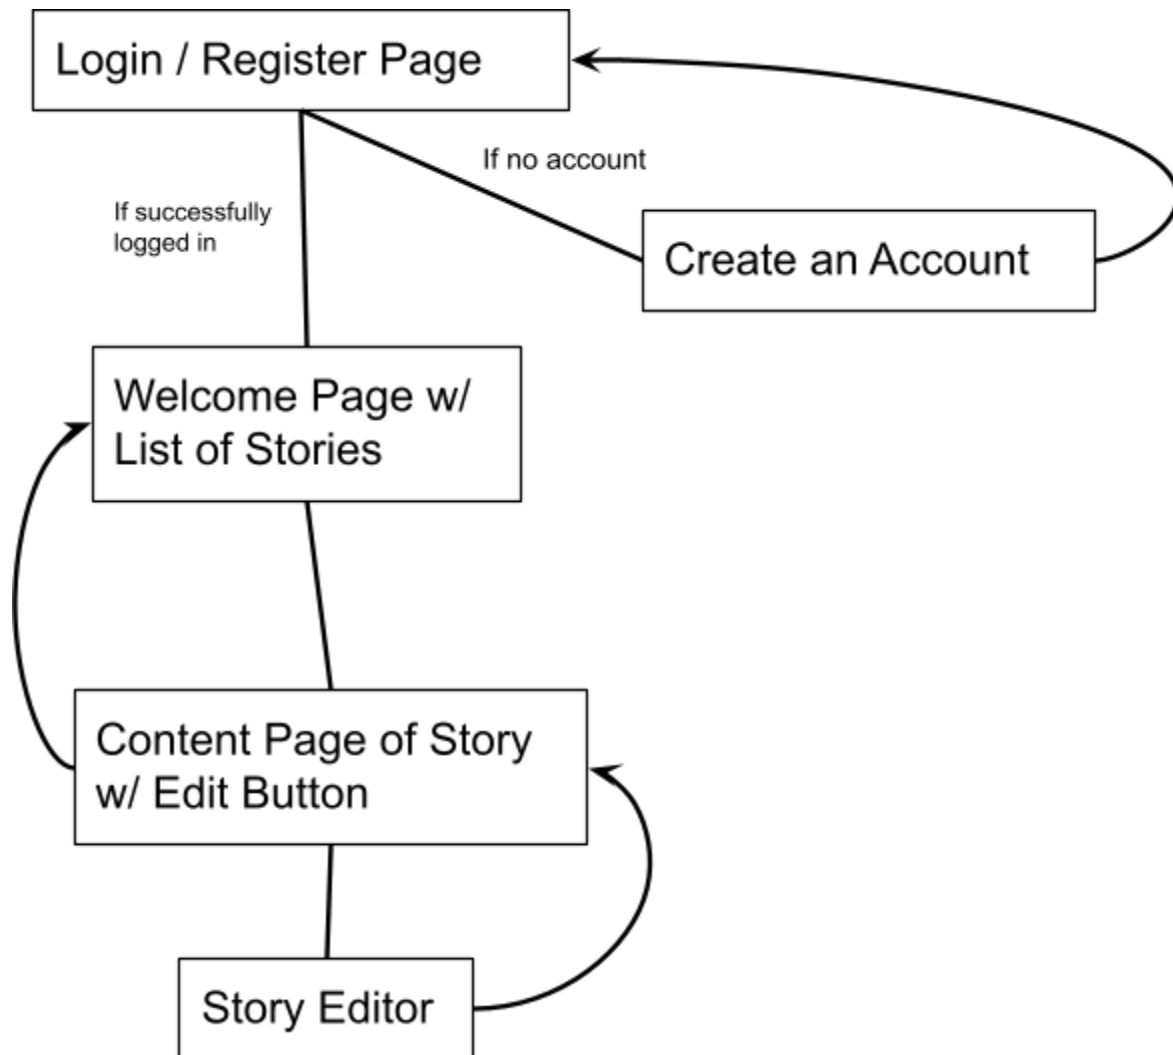 Login / Register Page
If no account
If successfully
logged in
Create an Account
Welcome Page w/
List of Stories
Content Page of Story
w/ Edit Button
Story Editor